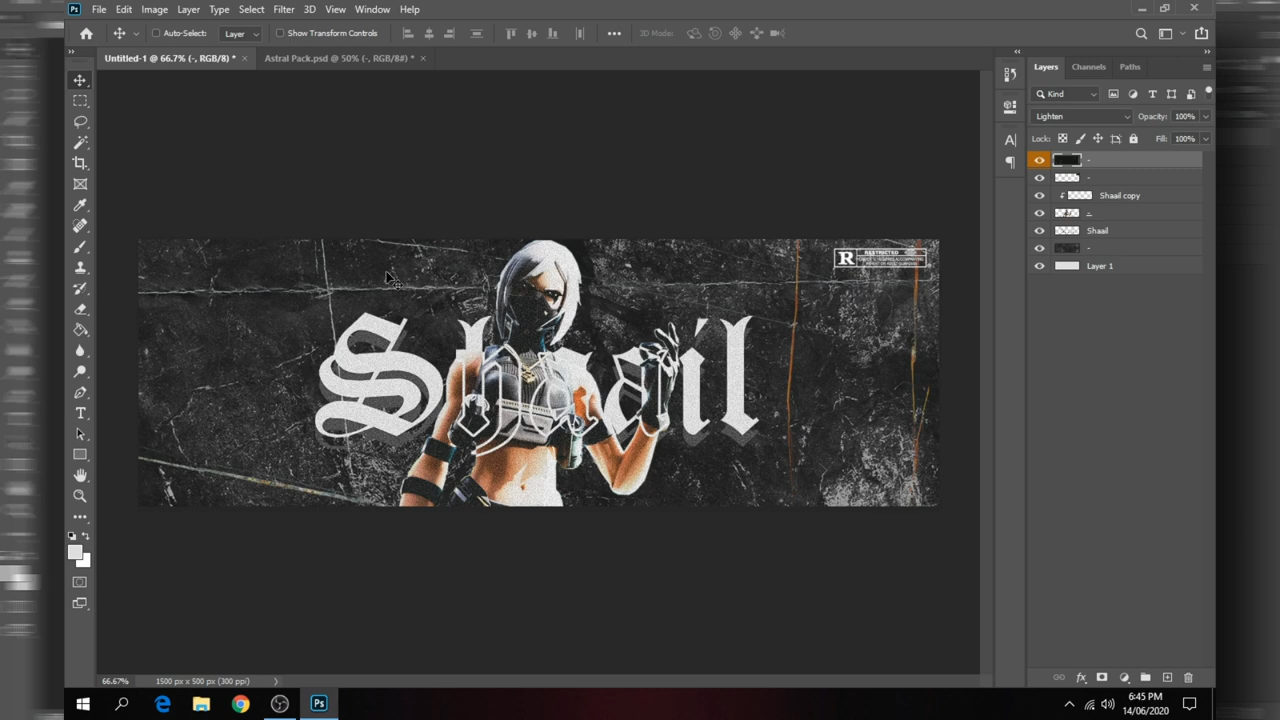 Ps File Edit Image Layer Type Select Filter 3D View Window Help
Auto-Select: Layer Show Transform Controls 3D Mode:
Untitled-1 @ 66.7% (-, RGB/8) * × Astral Pack.psd @ 50% (-, RGB/8#) * ×
Layers Channels Paths
Kind
Lighten Opacity: 100%
Lock: Fill: 100%
-
-
Shaail copy
-
Shaail
-
Layer 1
R RESTRICTED
Shaail
66.67% 1500 px x 500 px (300 ppi)
Ps
6:45 PM
14/06/2020